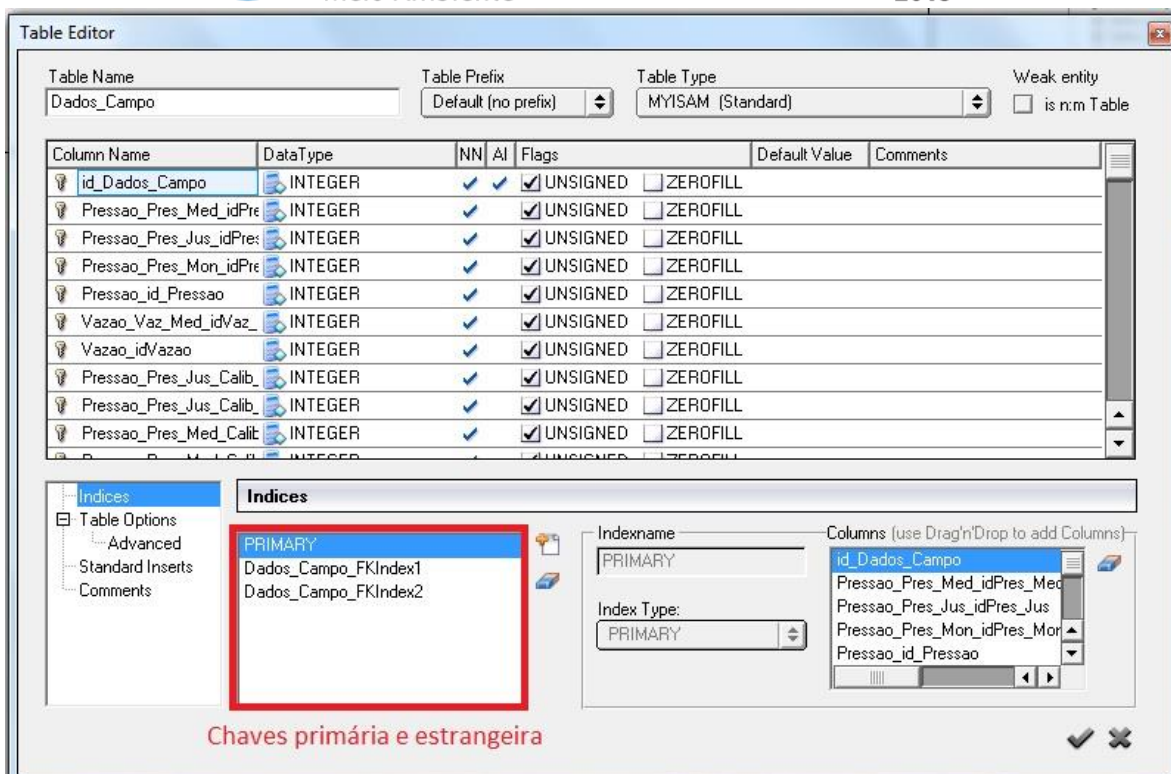 Table Editor
Table Name Table Prefix Table Type Weak entity
Dados_Campo Default (no prefix) MYISAM (Standard) is n:m Table
Column Name DataType NN AI Flags Default Value Comments
id_Dados_Campo INTEGER UNSIGNED ZEROFILL
Pressao_Pres_Med_idPre INTEGER UNSIGNED ZEROFILL
Pressao_Pres_Jus_idPres INTEGER UNSIGNED ZEROFILL
Pressao_Pres_Mon_idPre INTEGER UNSIGNED ZEROFILL
Pressao_id_Pressao INTEGER UNSIGNED ZEROFILL
Vazao_Vaz_Med_idVaz_ INTEGER UNSIGNED ZEROFILL
Vazao_idVazao INTEGER UNSIGNED ZEROFILL
Pressao_Pres_Jus_Calib_ INTEGER UNSIGNED ZEROFILL
Pressao_Pres_Jus_Calib_ INTEGER UNSIGNED ZEROFILL
Pressao_Pres_Med_Calib INTEGER UNSIGNED ZEROFILL
Indices
Table Options
Advanced
Standard Inserts
Comments
Indices
PRIMARY
Dados_Campo_FKIndex1
Dados_Campo_FKIndex2
Indexname
PRIMARY
Index Type:
PRIMARY
Columns (use Drag'n'Drop to add Columns)
id_Dados_Campo
Pressao_Pres_Med_idPres_Med
Pressao_Pres_Jus_idPres_Jus
Pressao_Pres_Mon_idPres_Mon
Pressao_id_Pressao
Chaves primária e estrangeira